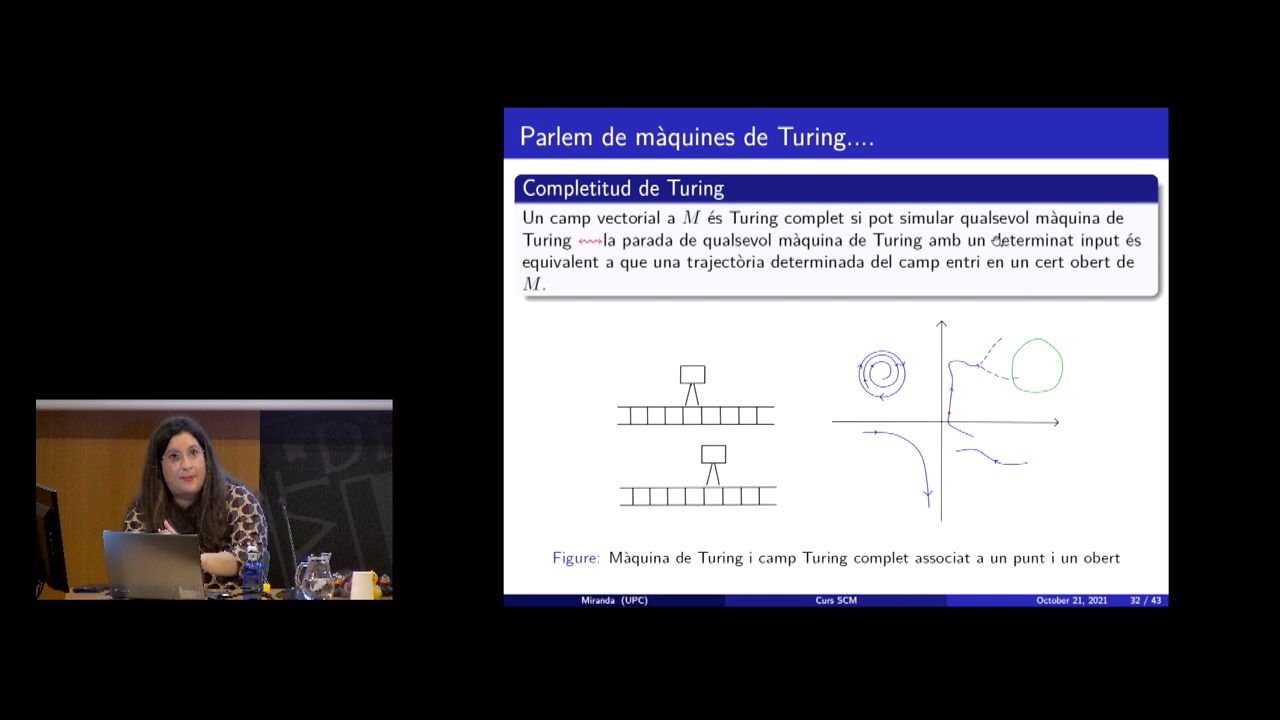 Parlem de màquines de Turing....
Completitud de Turing
Un camp vectorial a M és Turing complet si pot simular qualsevol màquina de
Turing ⟿ la parada de qualsevol màquina de Turing amb un determinat input és
equivalent a que una trajectòria determinada del camp entri en un cert obert de
M.
Figure: Màquina de Turing i camp Turing complet associat a un punt i un obert
Miranda (UPC) Curs SCM October 21, 2021 32 / 43